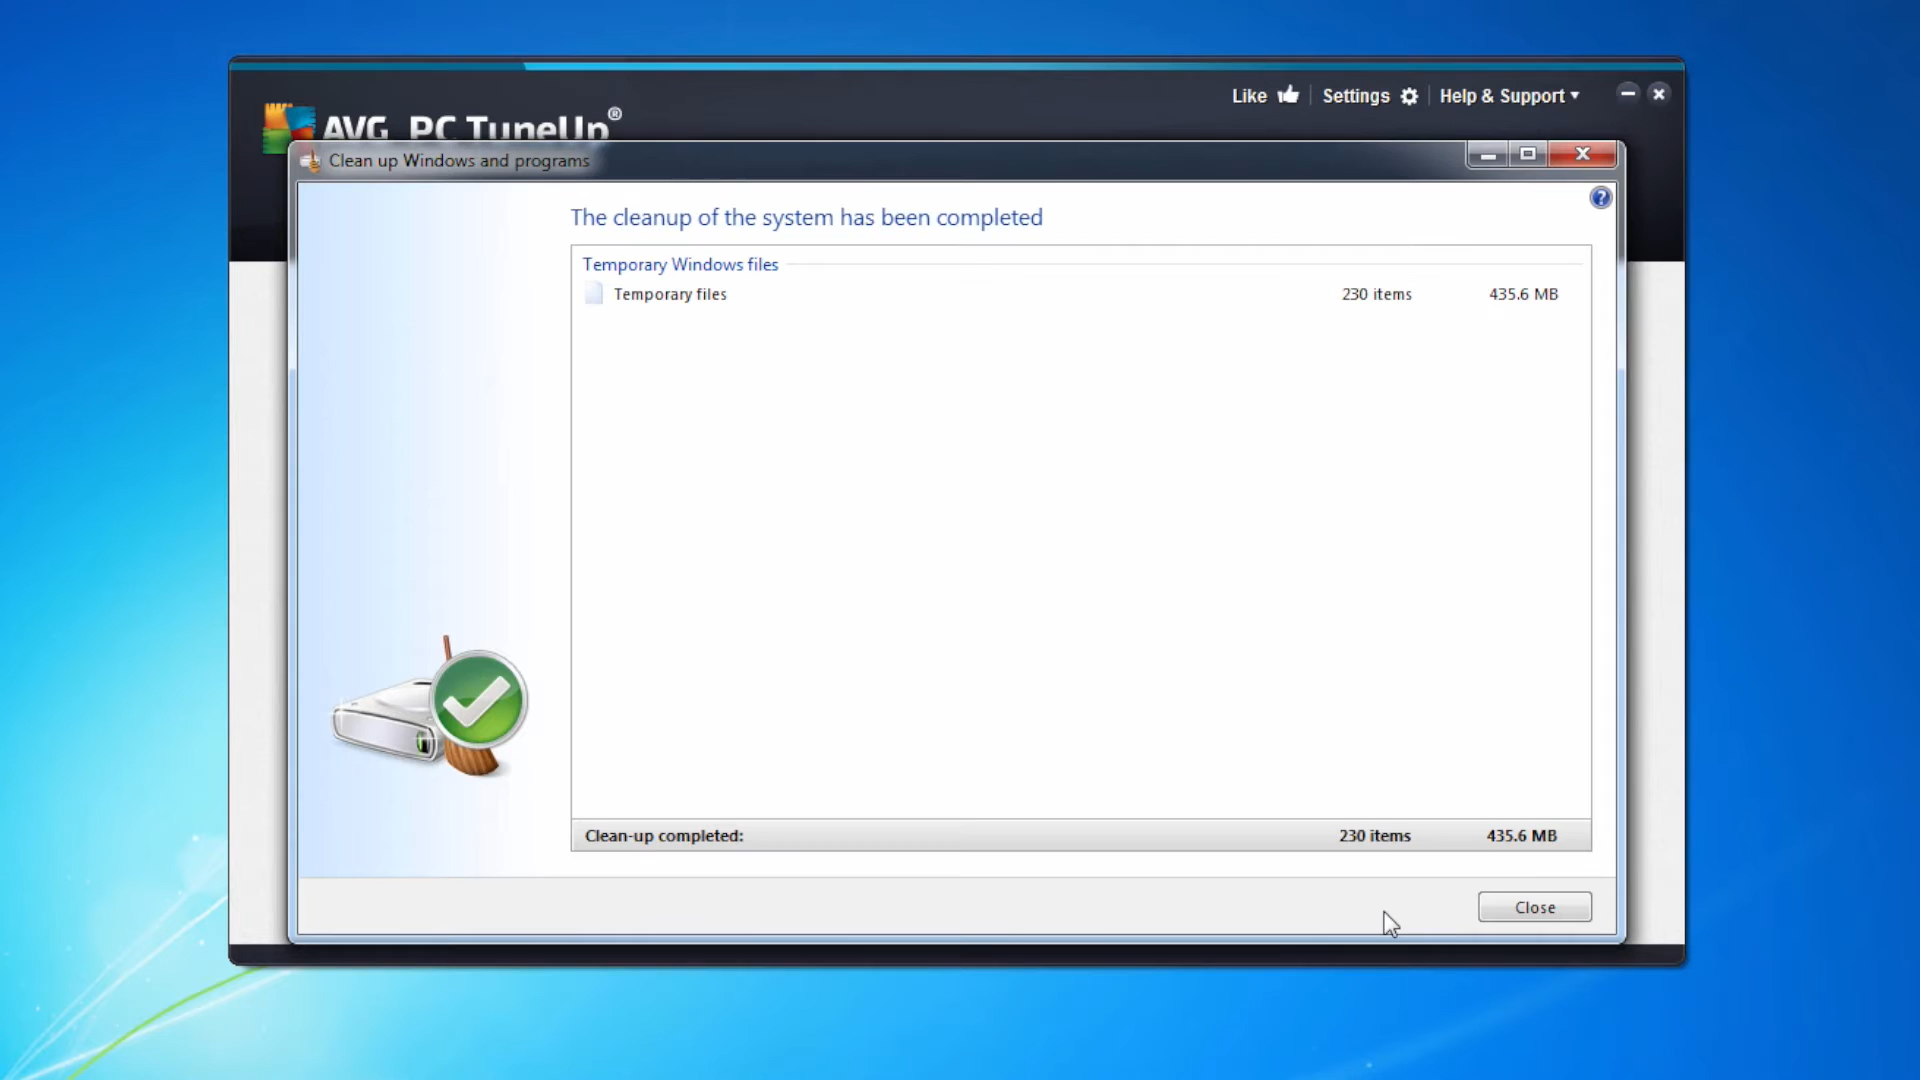 Like Settings Help & Support
AVG PC TuneUp®
Clean up Windows and programs
The cleanup of the system has been completed
Temporary Windows files
Temporary files 230 items 435.6 MB
Clean-up completed: 230 items 435.6 MB
Close